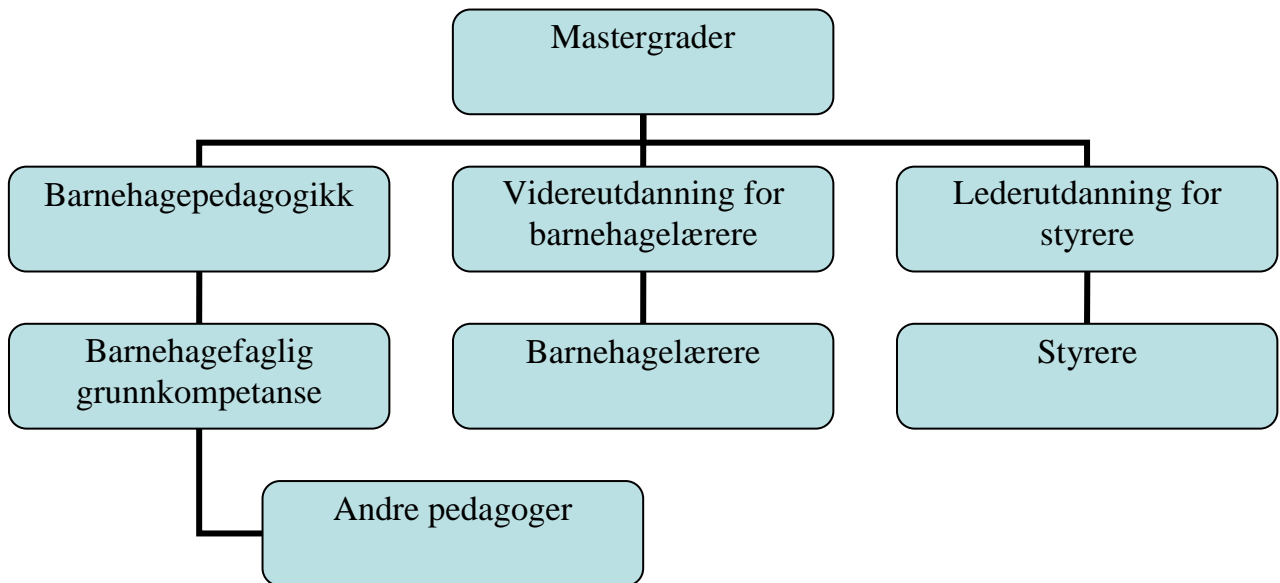 Mastergrader
Barnehagepedagogikk
Videreutdanning for
barnehagelærere
Lederutdanning for
styrere
Barnehagefaglig
grunnkompetanse
Barnehagelærere
Styrere
Andre pedagoger